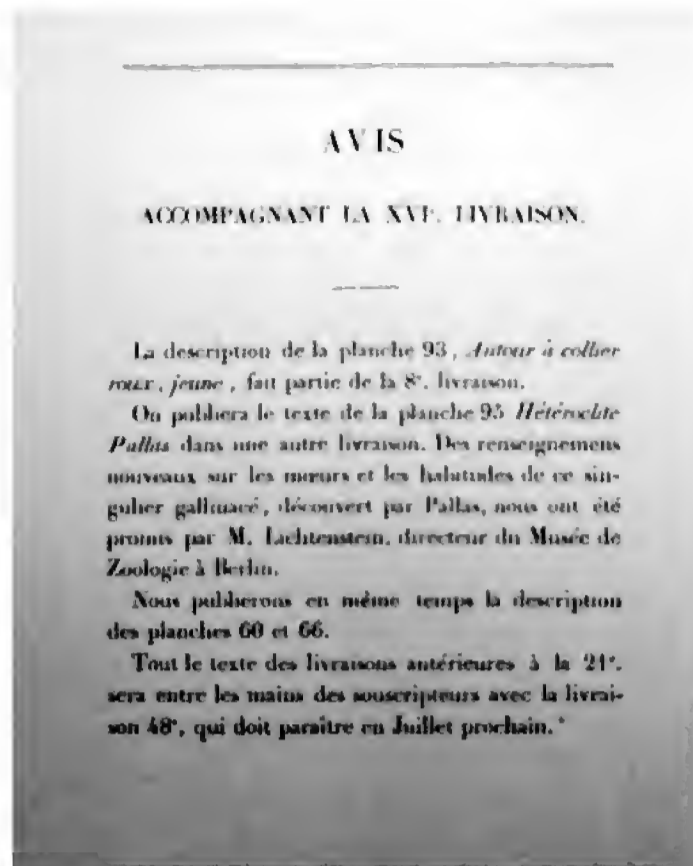 AVIS
ACCOMPAGNANT LA XVIe. LIVRAISON.
La description de la planche 93, Autour à collier
roux, jeune, fait partie de la 8e. livraison.
On publiera le texte de la planche 95 Hétéroclite
Pallas dans une autre livraison. Des renseignemens
nouveaux sur les mœurs et les habitudes de ce sin-
gulier gallinacé, découvert par Pallas, nous ont été
promis par M. Lichtenstein, directeur du Musée de
Zoologie à Berlin.
Nous publierons en même temps la description
des planches 60 et 66.
Tout le texte des livraisons antérieures à la 21e.
sera entre les mains des souscripteurs avec la livrai-
son 48e, qui doit paraître en Juillet prochain.